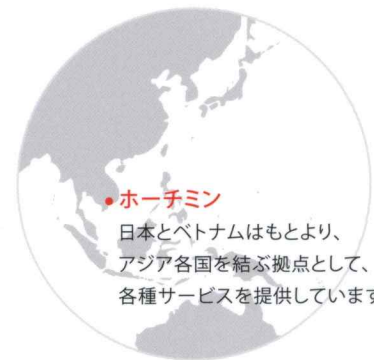 ホーチミン
日本とベトナムはもとより、
アジア各国を結ぶ拠点として、
各種サービスを提供しています